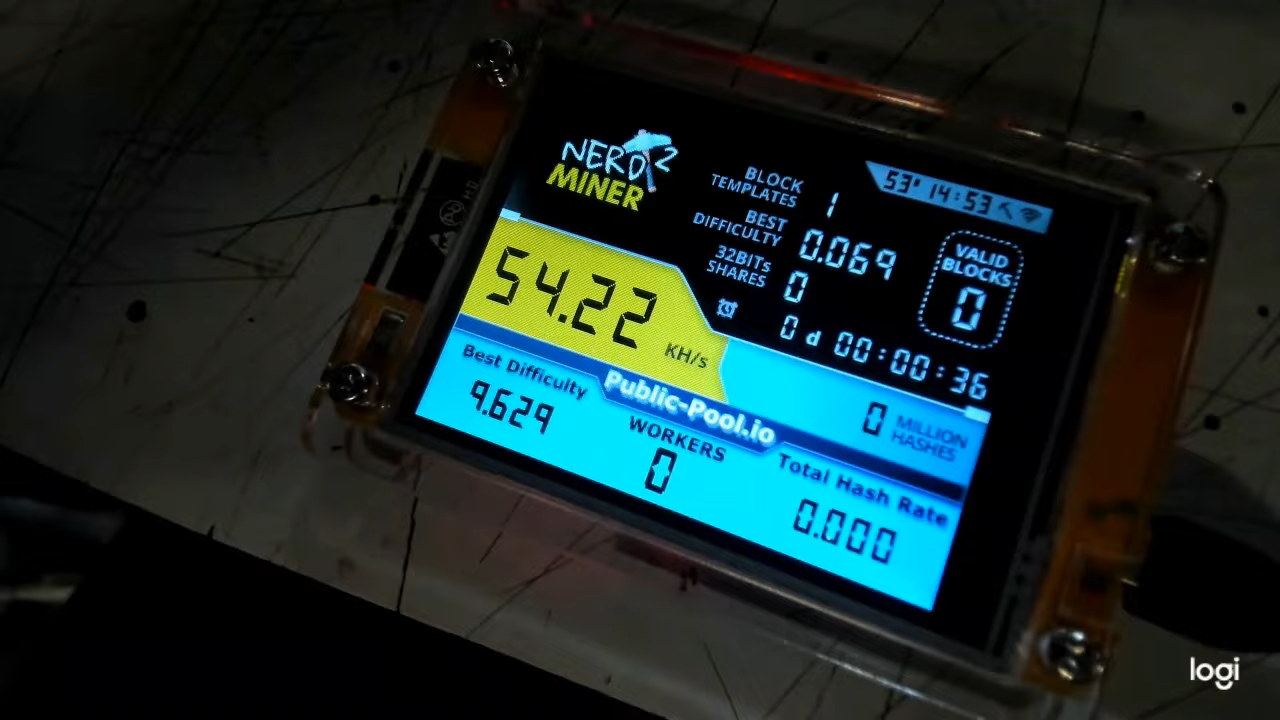 NERD 2
MINER
BLOCK
TEMPLATES
1
53° 14:53
BEST
DIFFICULTY
0.069
32BITs
SHARES
0
VALID
BLOCKS
0
0 d 00:00:36
54.22
KH/s
0
MILLION
HASHES
Best Difficulty
9.629
Public-Pool.io
WORKERS
0
Total Hash Rate
0.000
logi